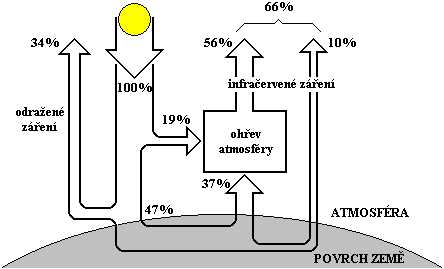 66%
34%
56%
10%
100%
infračervené záření
odražené
záření
19%
ohřev
atmosféry
37%
47%
ATMOSFÉRA
POVRCH ZEMĚ